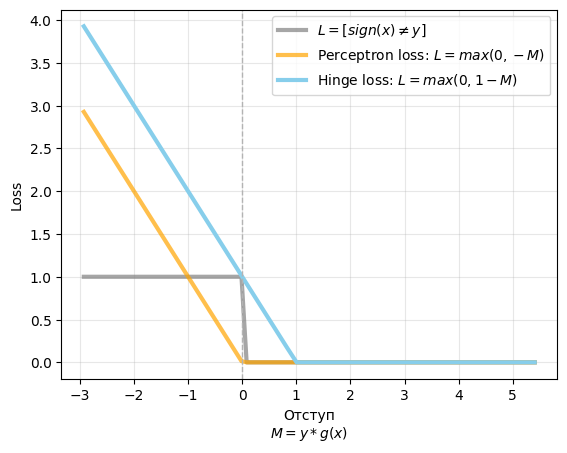 L = [sign(x) ≠ y]
Perceptron loss: L = max(0, − M)
Hinge loss: L = max(0, 1 − M)
4.0
3.5
3.0
2.5
2.0
1.5
1.0
0.5
0.0
Loss
−3 −2 −1 0 1 2 3 4 5
Отступ
M = y * g(x)